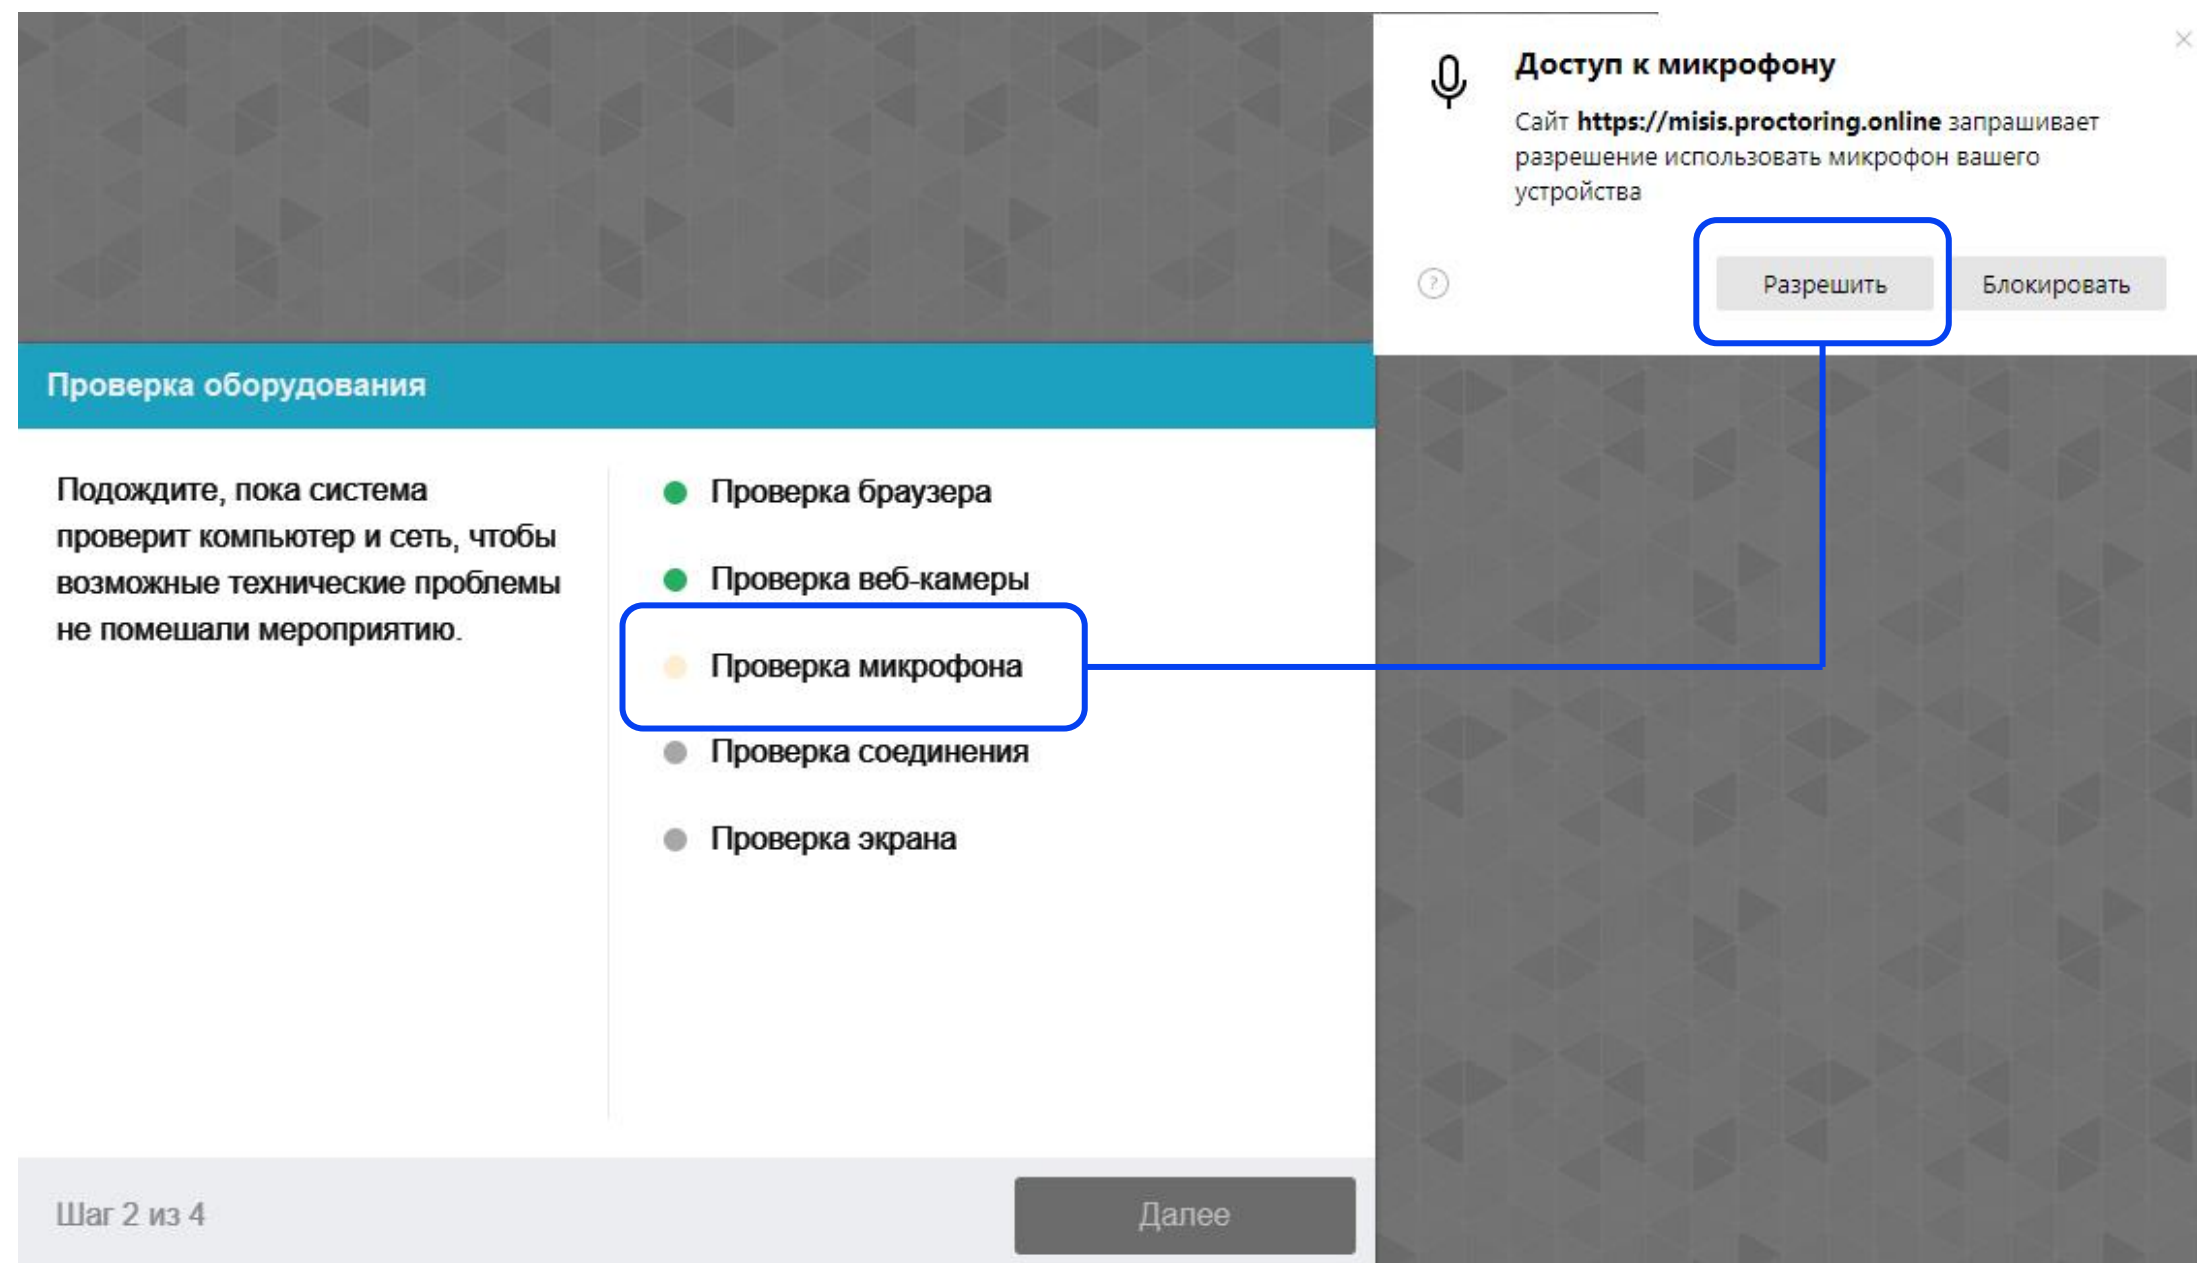 Доступ к микрофону
Сайт https://misis.proctoring.online запрашивает
разрешение использовать микрофон вашего
устройства
?
Разрешить
Блокировать
Проверка оборудования
Подождите, пока система
проверит компьютер и сеть, чтобы
возможные технические проблемы
не помешали мероприятию.
Проверка браузера
Проверка веб-камеры
Проверка микрофона
Проверка соединения
Проверка экрана
Шаг 2 из 4
Далее